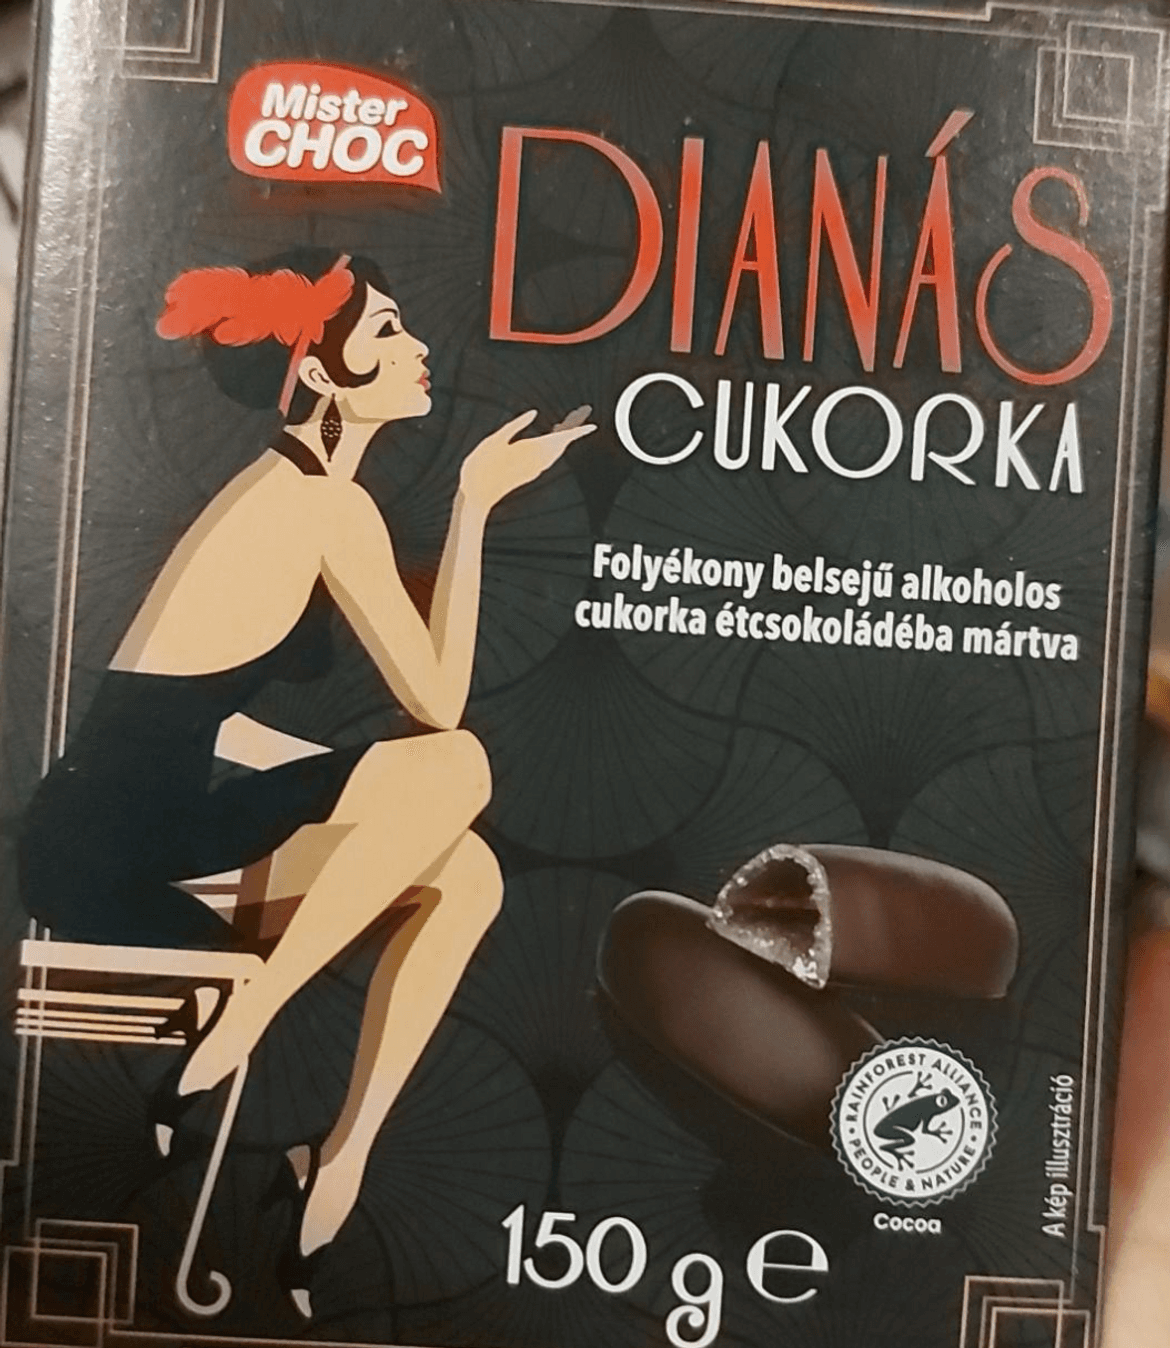 Mister
CHOC
DIANÁS
CUKORKA
Folyékony belsejű alkoholos
cukorka étcsokoládéba mártva
RAINFOREST ALLIANCE
PEOPLE & NATURE
Cocoa
A kép illusztráció
150 g e